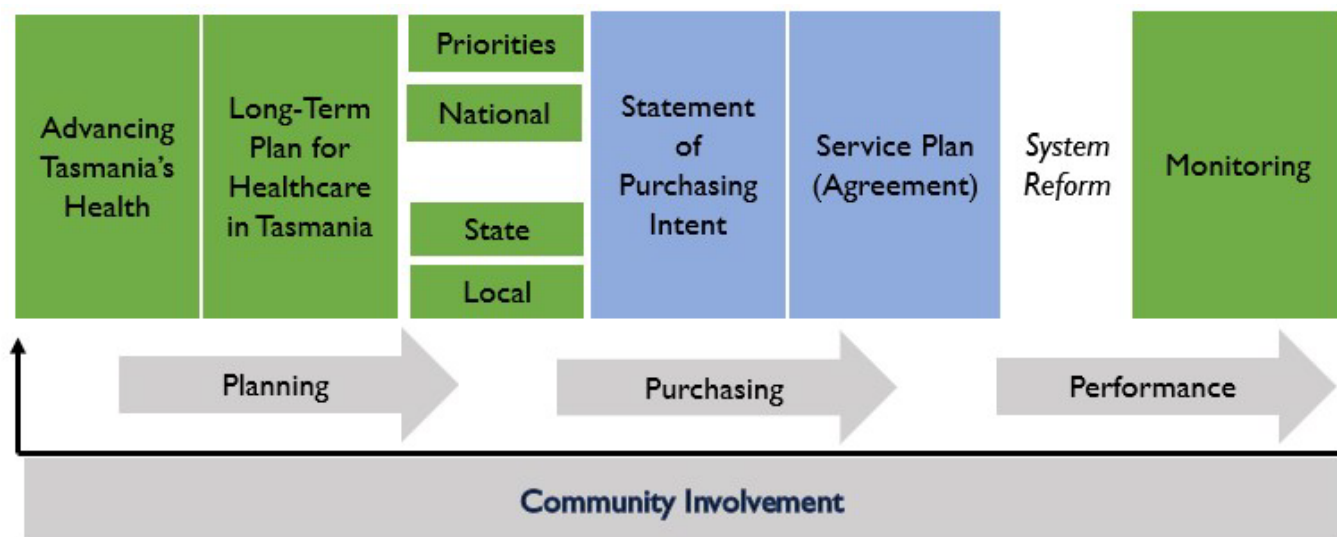 Advancing
Tasmania's
Health
Long-Term
Plan for
Healthcare
in Tasmania
Priorities
National
State
Local
Statement
of
Purchasing
Intent
Service Plan
(Agreement)
System
Reform
Monitoring
Planning
Purchasing
Performance
Community Involvement